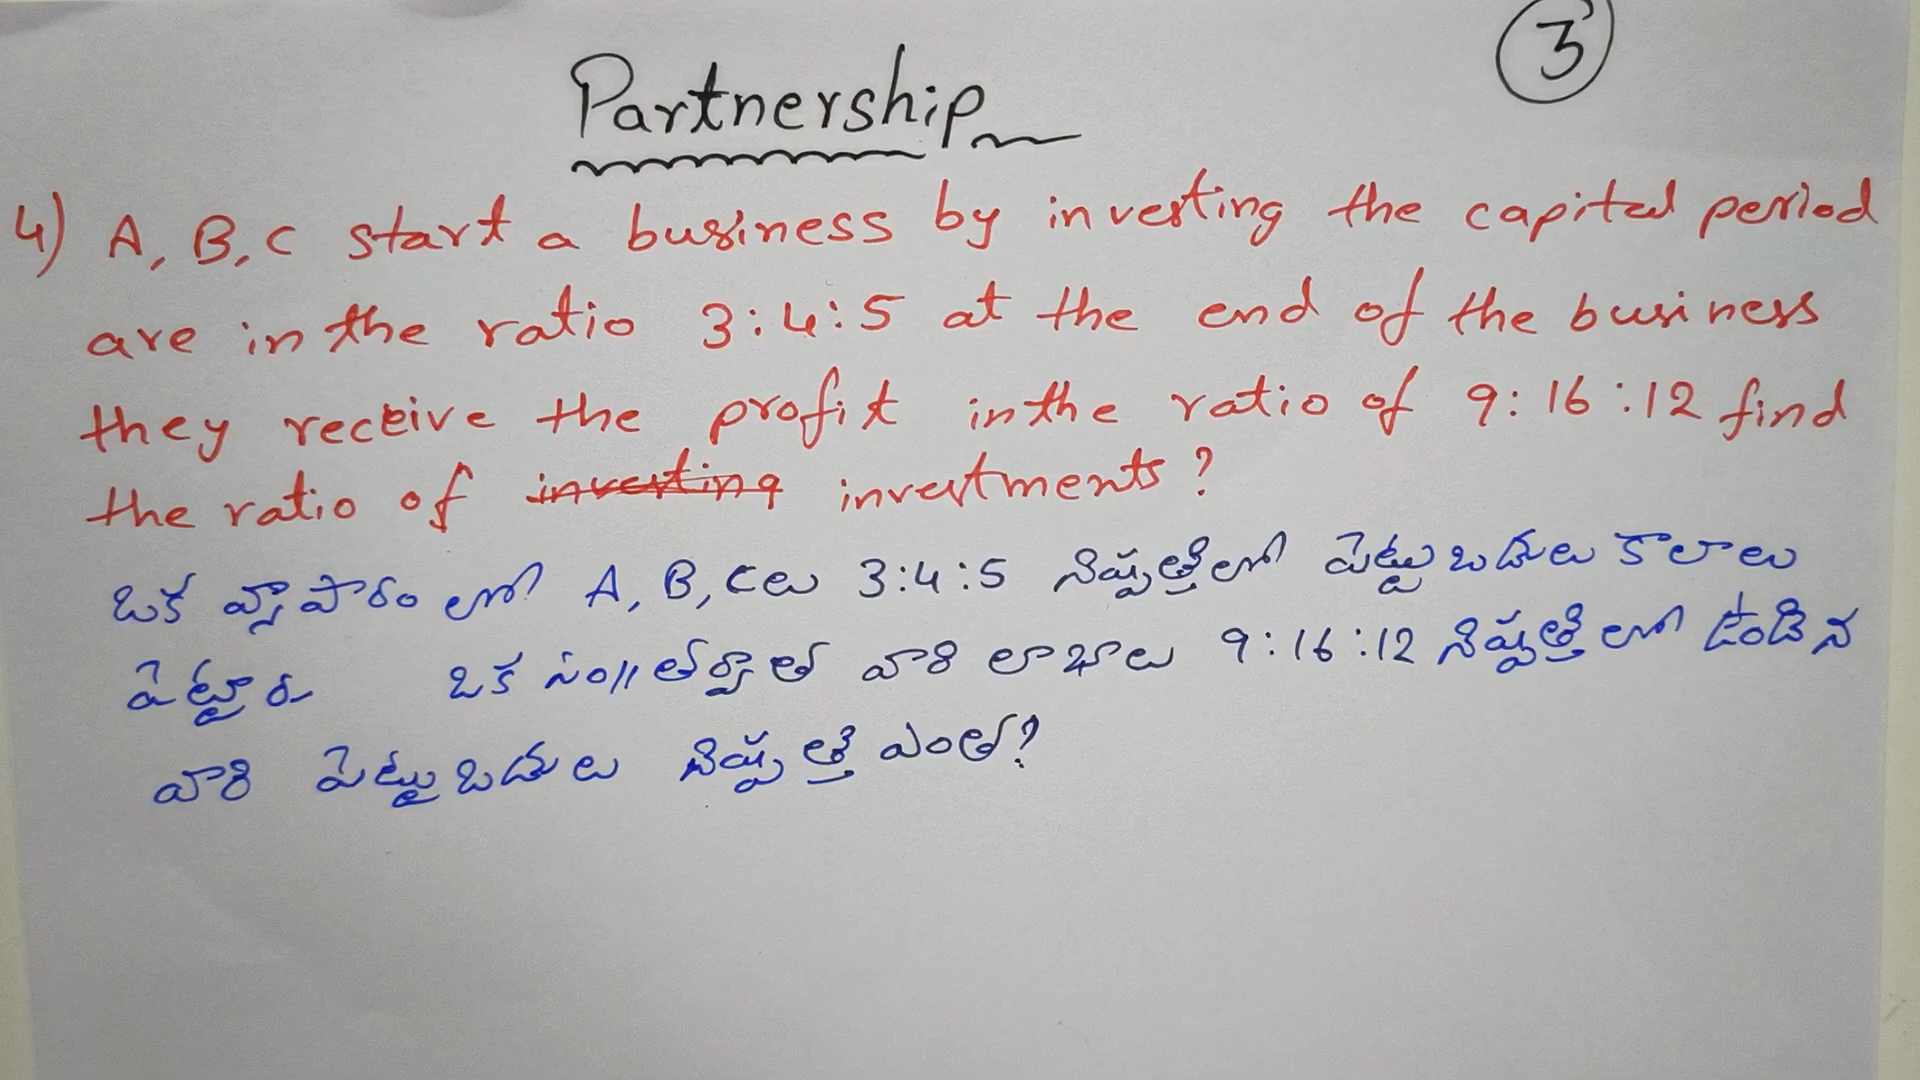 3
Partnership
4) A, B, C start a business by investing the capital period
are in the ratio 3:4:5 at the end of the business
they receive the profit in the ratio of 9:16:12 find
the ratio of investing investments?
ఒక వ్యాపారం లో A, B, C లు 3:4:5 నిష్పత్తిలో పెట్టుబడులు కాలాలు
పెట్టారు ఒక సం|| తర్వాత వారి లాభాలు 9:16:12 నిష్పత్తి లో ఉండిన
వారి పెట్టుబడులు నిష్పత్తి ఎంత?